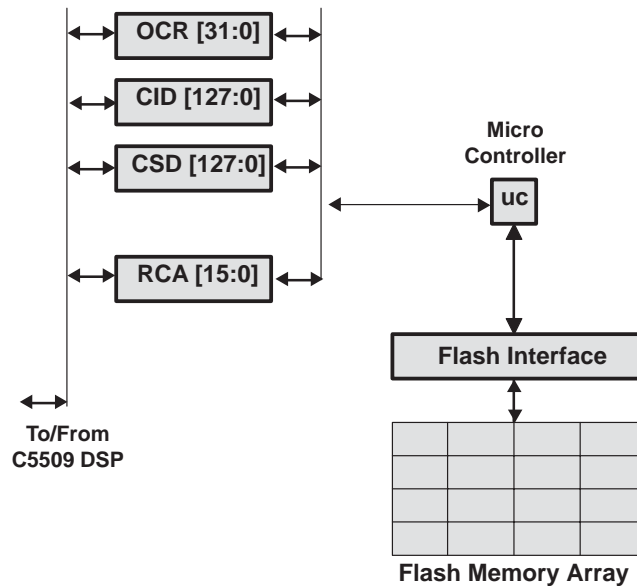 OCR [31:0]
CID [127:0]
CSD [127:0]
RCA [15:0]
To/From
C5509 DSP
Micro
Controller
uc
Flash Interface
Flash Memory Array